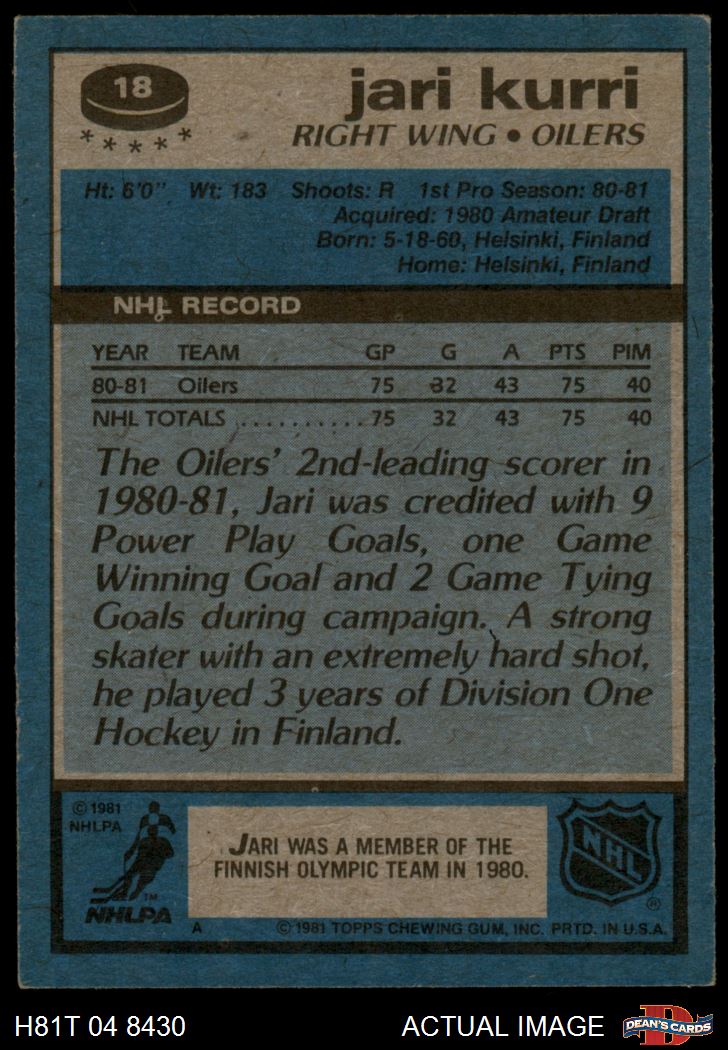 18
jari kurri
RIGHT WING • OILERS
Ht: 6'0" Wt: 183 Shoots: R 1st Pro Season: 80-81
Acquired: 1980 Amateur Draft
Born: 5-18-60, Helsinki, Finland
Home: Helsinki, Finland
NHL RECORD
YEAR TEAM GP G A PTS PIM
80-81 Oilers 75 32 43 75 40
NHL TOTALS .......... 75 32 43 75 40
The Oilers' 2nd-leading scorer in
1980-81, Jari was credited with 9
Power Play Goals, one Game
Winning Goal and 2 Game Tying
Goals during campaign. A strong
skater with an extremely hard shot,
he played 3 years of Division One
Hockey in Finland.
© 1981
NHLPA
TM
NHLPA
JARI WAS A MEMBER OF THE
FINNISH OLYMPIC TEAM IN 1980.
NHL
®
A © 1981 TOPPS CHEWING GUM, INC. PRTD. IN U.S.A.
H81T 04 8430 ACTUAL IMAGE
D
DEAN'S CARDS